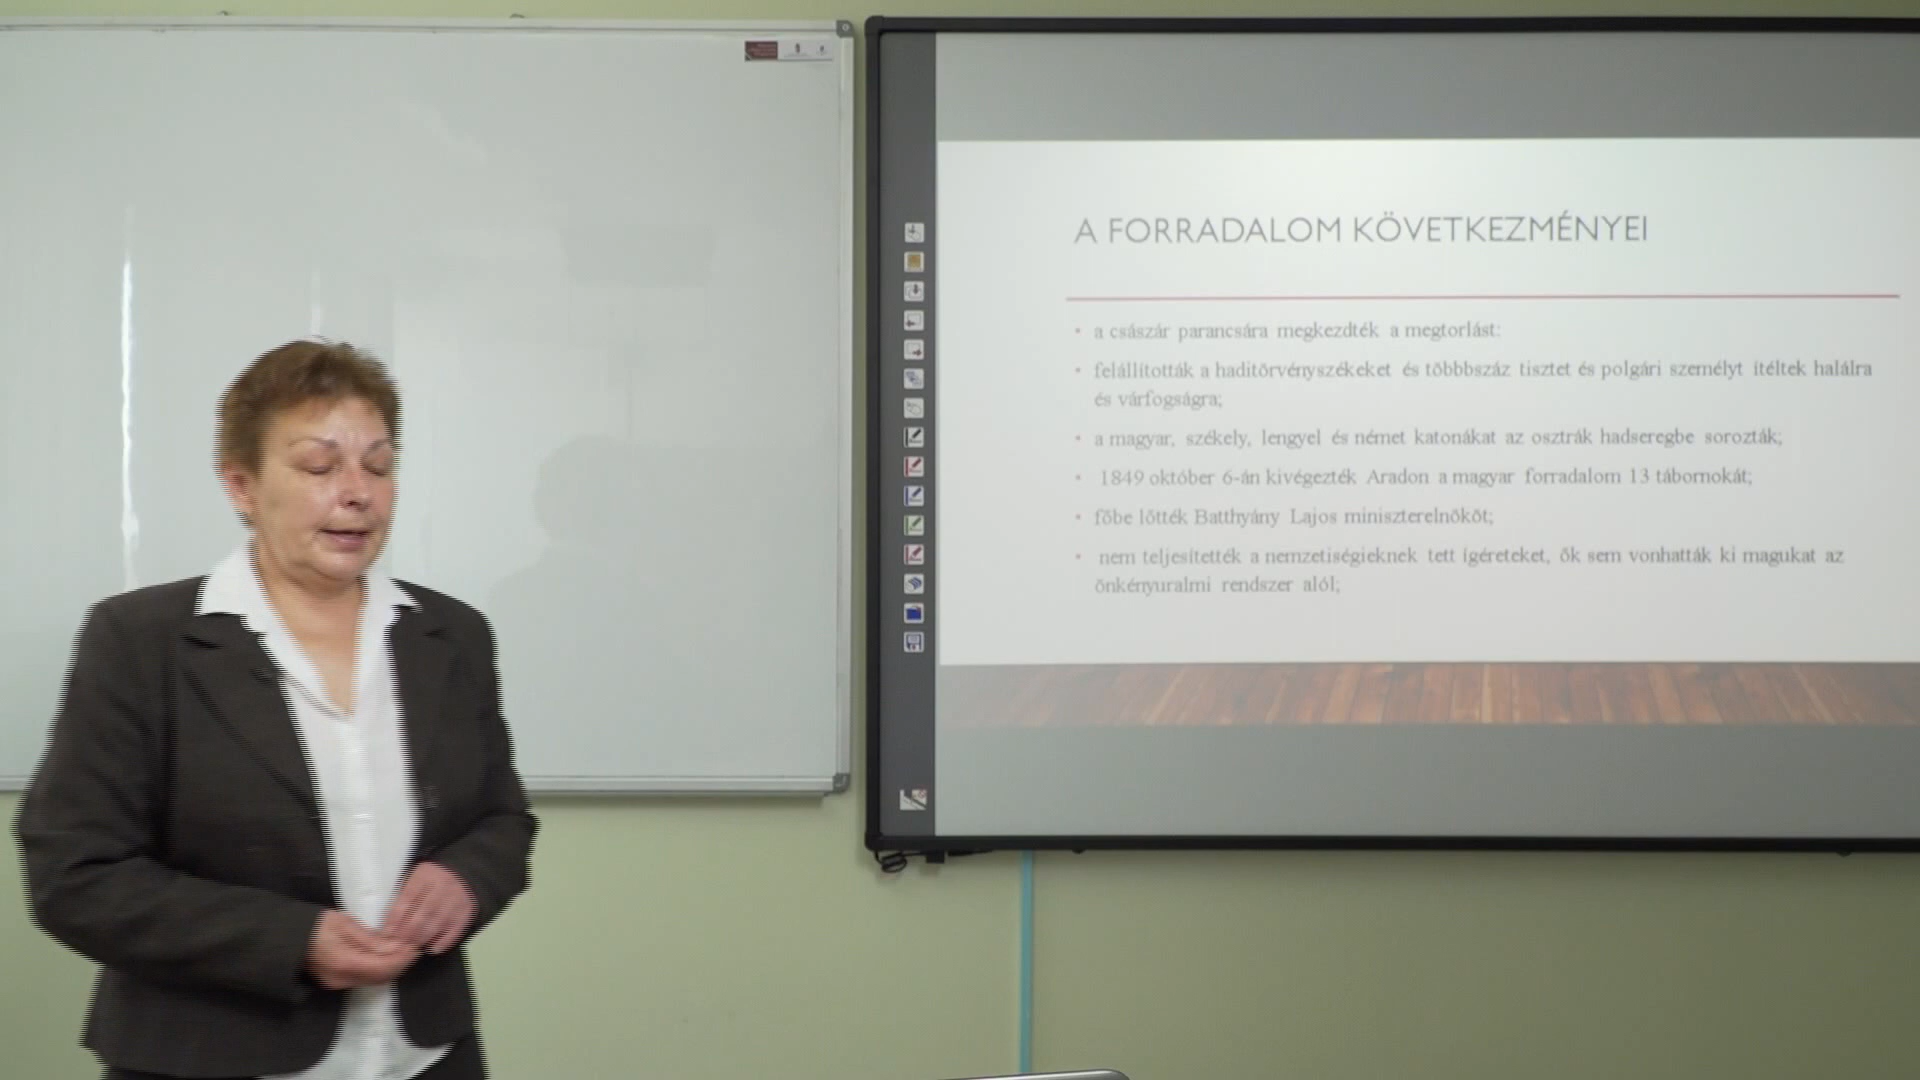 A FORRADALOM KÖVETKEZMÉNYEI
• a császár parancsára megkezdték a megtorlást:
• felállították a haditörvényszékeket és többbszáz tisztet és polgári személyt ítéltek halálra
és várfogságra;
• a magyar, székely, lengyel és német katonákat az osztrák hadseregbe sorozták;
• 1849 október 6-án kivégezték Aradon a magyar forradalom 13 tábornokát;
• főbe lőtték Batthyány Lajos miniszterelnököt;
• nem teljesítették a nemzetiségieknek tett ígéreteket, ők sem vonhatták ki magukat az
önkényuralmi rendszer alól;